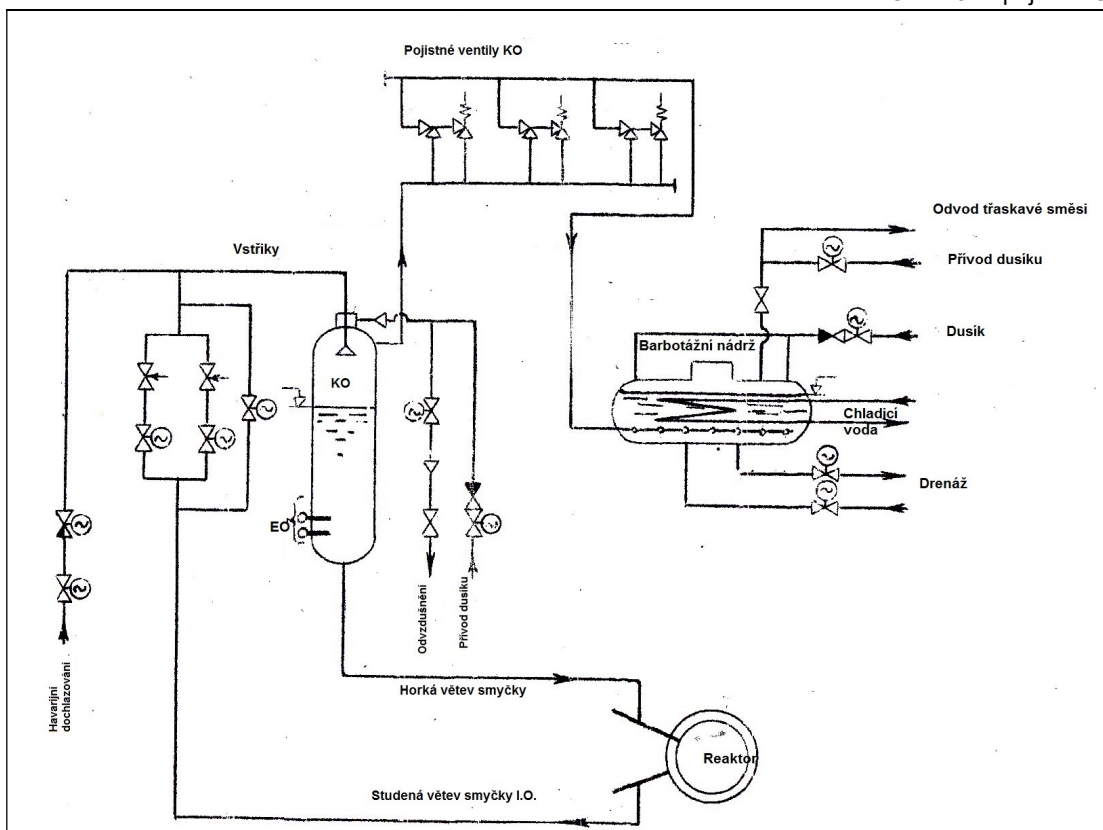 Pojistné ventily KO
Odvod třaskavé směsi
Vstřiky
Přívod dusíku
Dusík
Barbotážní nádrž
KO
Chladicí
voda
Drenáž
EO
Odvzdušnění
Přívod dusíku
Havarijní
dochlazování
Horká větev smyčky
Reaktor
Studená větev smyčky I.O.